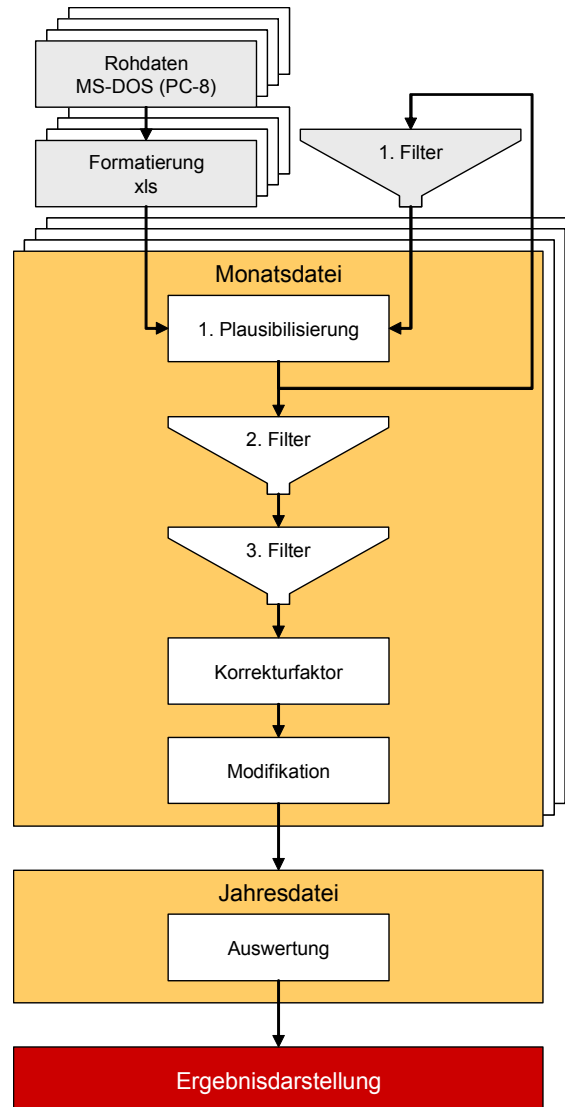 Rohdaten
MS-DOS (PC-8)
Formatierung
xls
1. Filter
Monatsdatei
1. Plausibilisierung
2. Filter
3. Filter
Korrekturfaktor
Modifikation
Jahresdatei
Auswertung
Ergebnisdarstellung